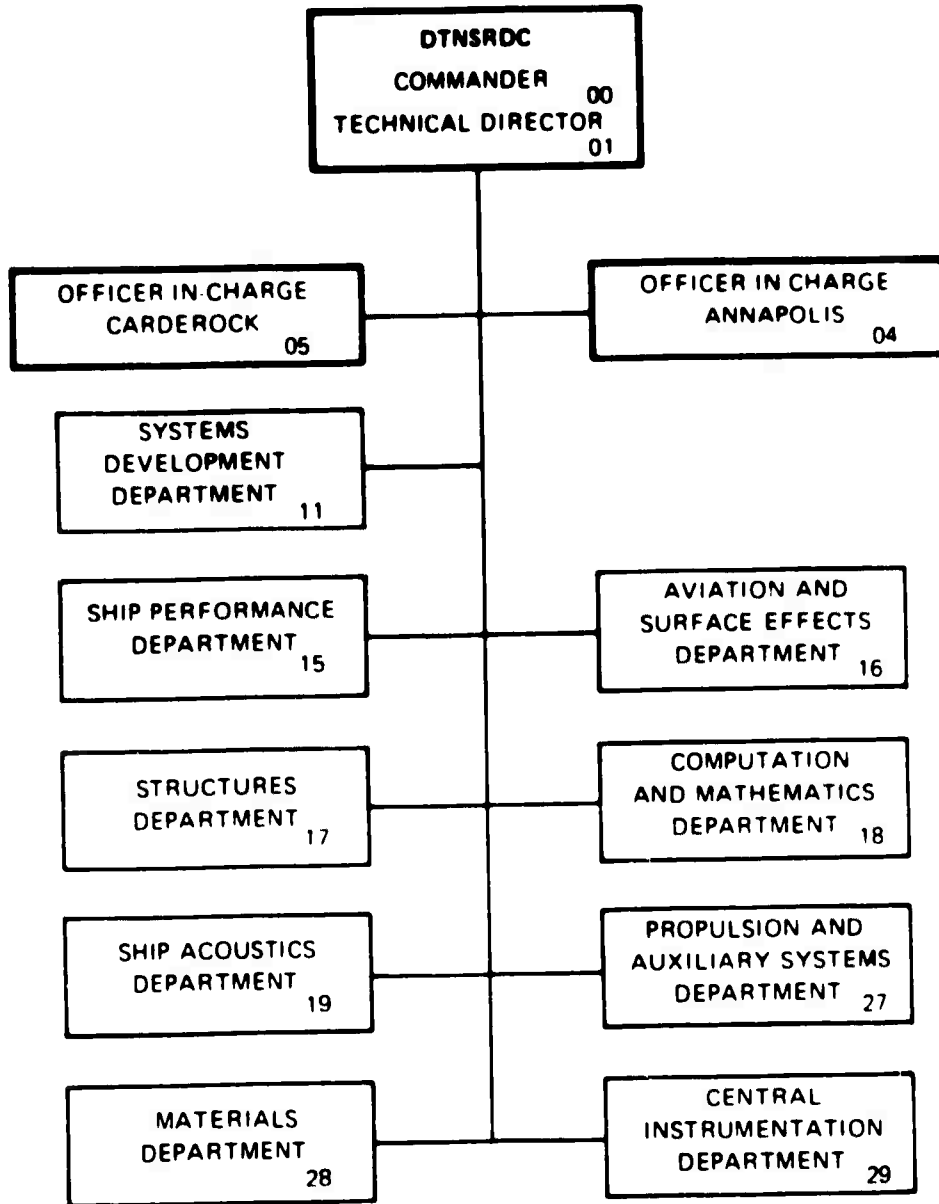 DTNSRDC
COMMANDER
00
TECHNICAL DIRECTOR
01
OFFICER IN-CHARGE
CARDEROCK
05
OFFICER IN CHARGE
ANNAPOLIS
04
SYSTEMS
DEVELOPMENT
DEPARTMENT
11
SHIP PERFORMANCE
DEPARTMENT
15
AVIATION AND
SURFACE EFFECTS
DEPARTMENT
16
STRUCTURES
DEPARTMENT
17
COMPUTATION
AND MATHEMATICS
DEPARTMENT
18
SHIP ACOUSTICS
DEPARTMENT
19
PROPULSION AND
AUXILIARY SYSTEMS
DEPARTMENT
27
MATERIALS
DEPARTMENT
28
CENTRAL
INSTRUMENTATION
DEPARTMENT
29